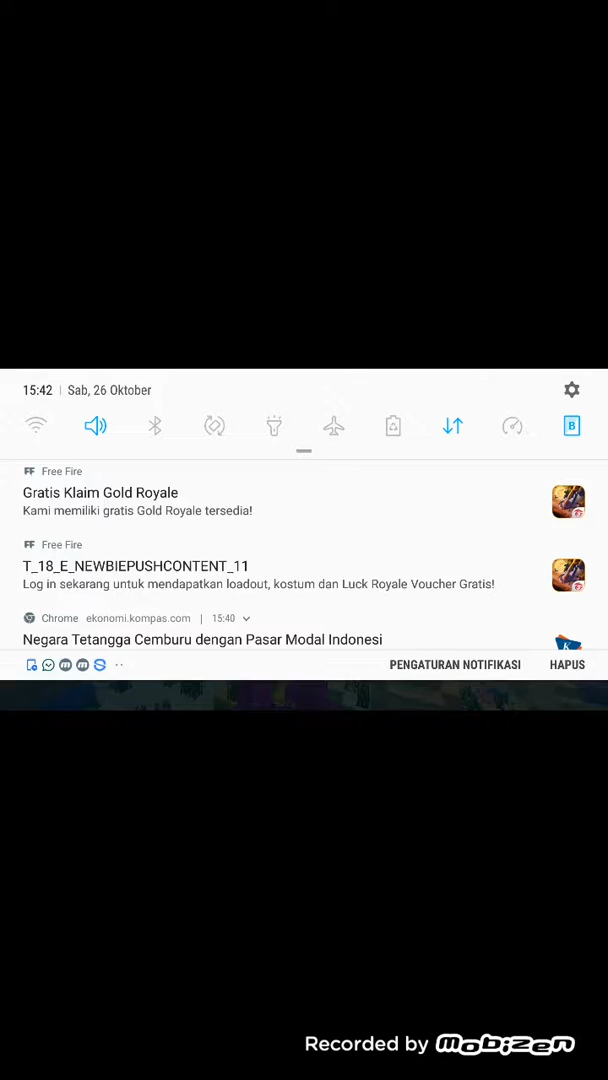 15:42 | Sab, 26 Oktober
B
FF Free Fire
Gratis Klaim Gold Royale
Kami memiliki gratis Gold Royale tersedia!
FF Free Fire
T_18_E_NEWBIEPUSHCONTENT_11
Log in sekarang untuk mendapatkan loadout, kostum dan Luck Royale Voucher Gratis!
Chrome ekonomi.kompas.com | 15:40
Negara Tetangga Cemburu dengan Pasar Modal Indonesi
K
PENGATURAN NOTIFIKASI HAPUS
Recorded by mobizen